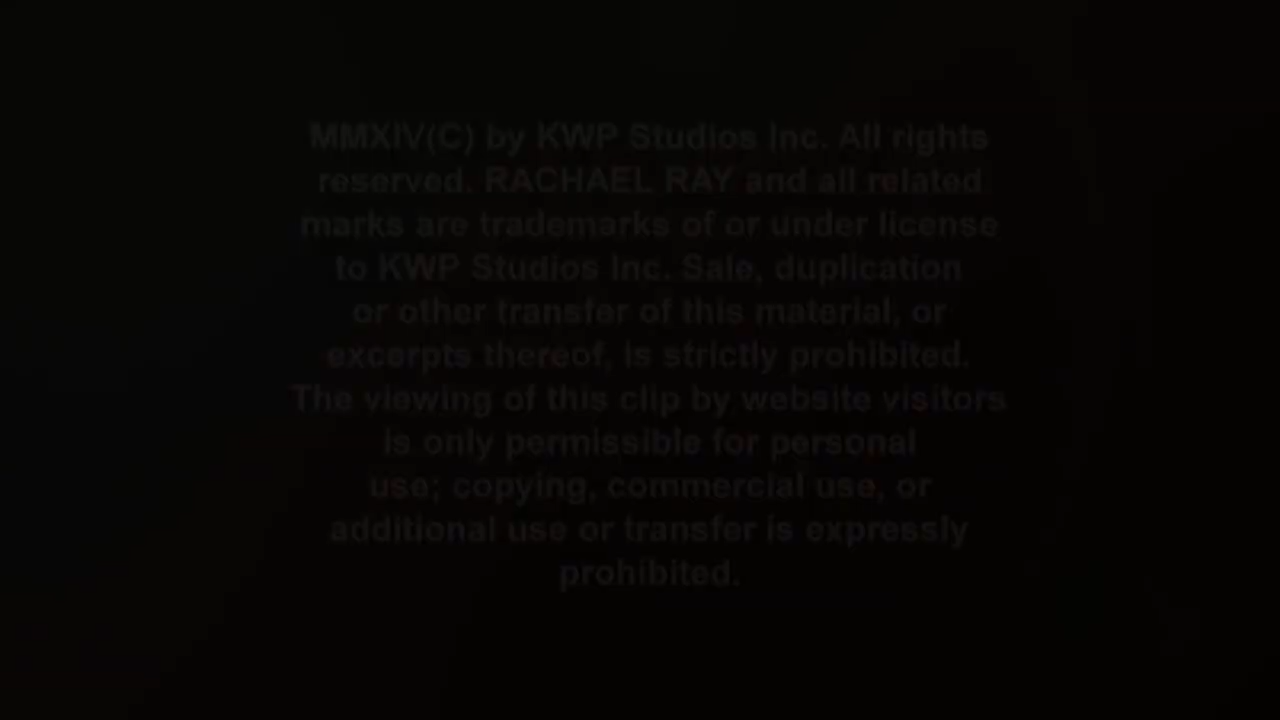 MMXIV(C) by KWP Studios Inc. All rights
reserved. RACHAEL RAY and all related
marks are trademarks of or under license
to KWP Studios Inc. Sale, duplication
or other transfer of this material, or
excerpts thereof, is strictly prohibited.
The viewing of this clip by website visitors
is only permissible for personal
use; copying, commercial use, or
additional use or transfer is expressly
prohibited.